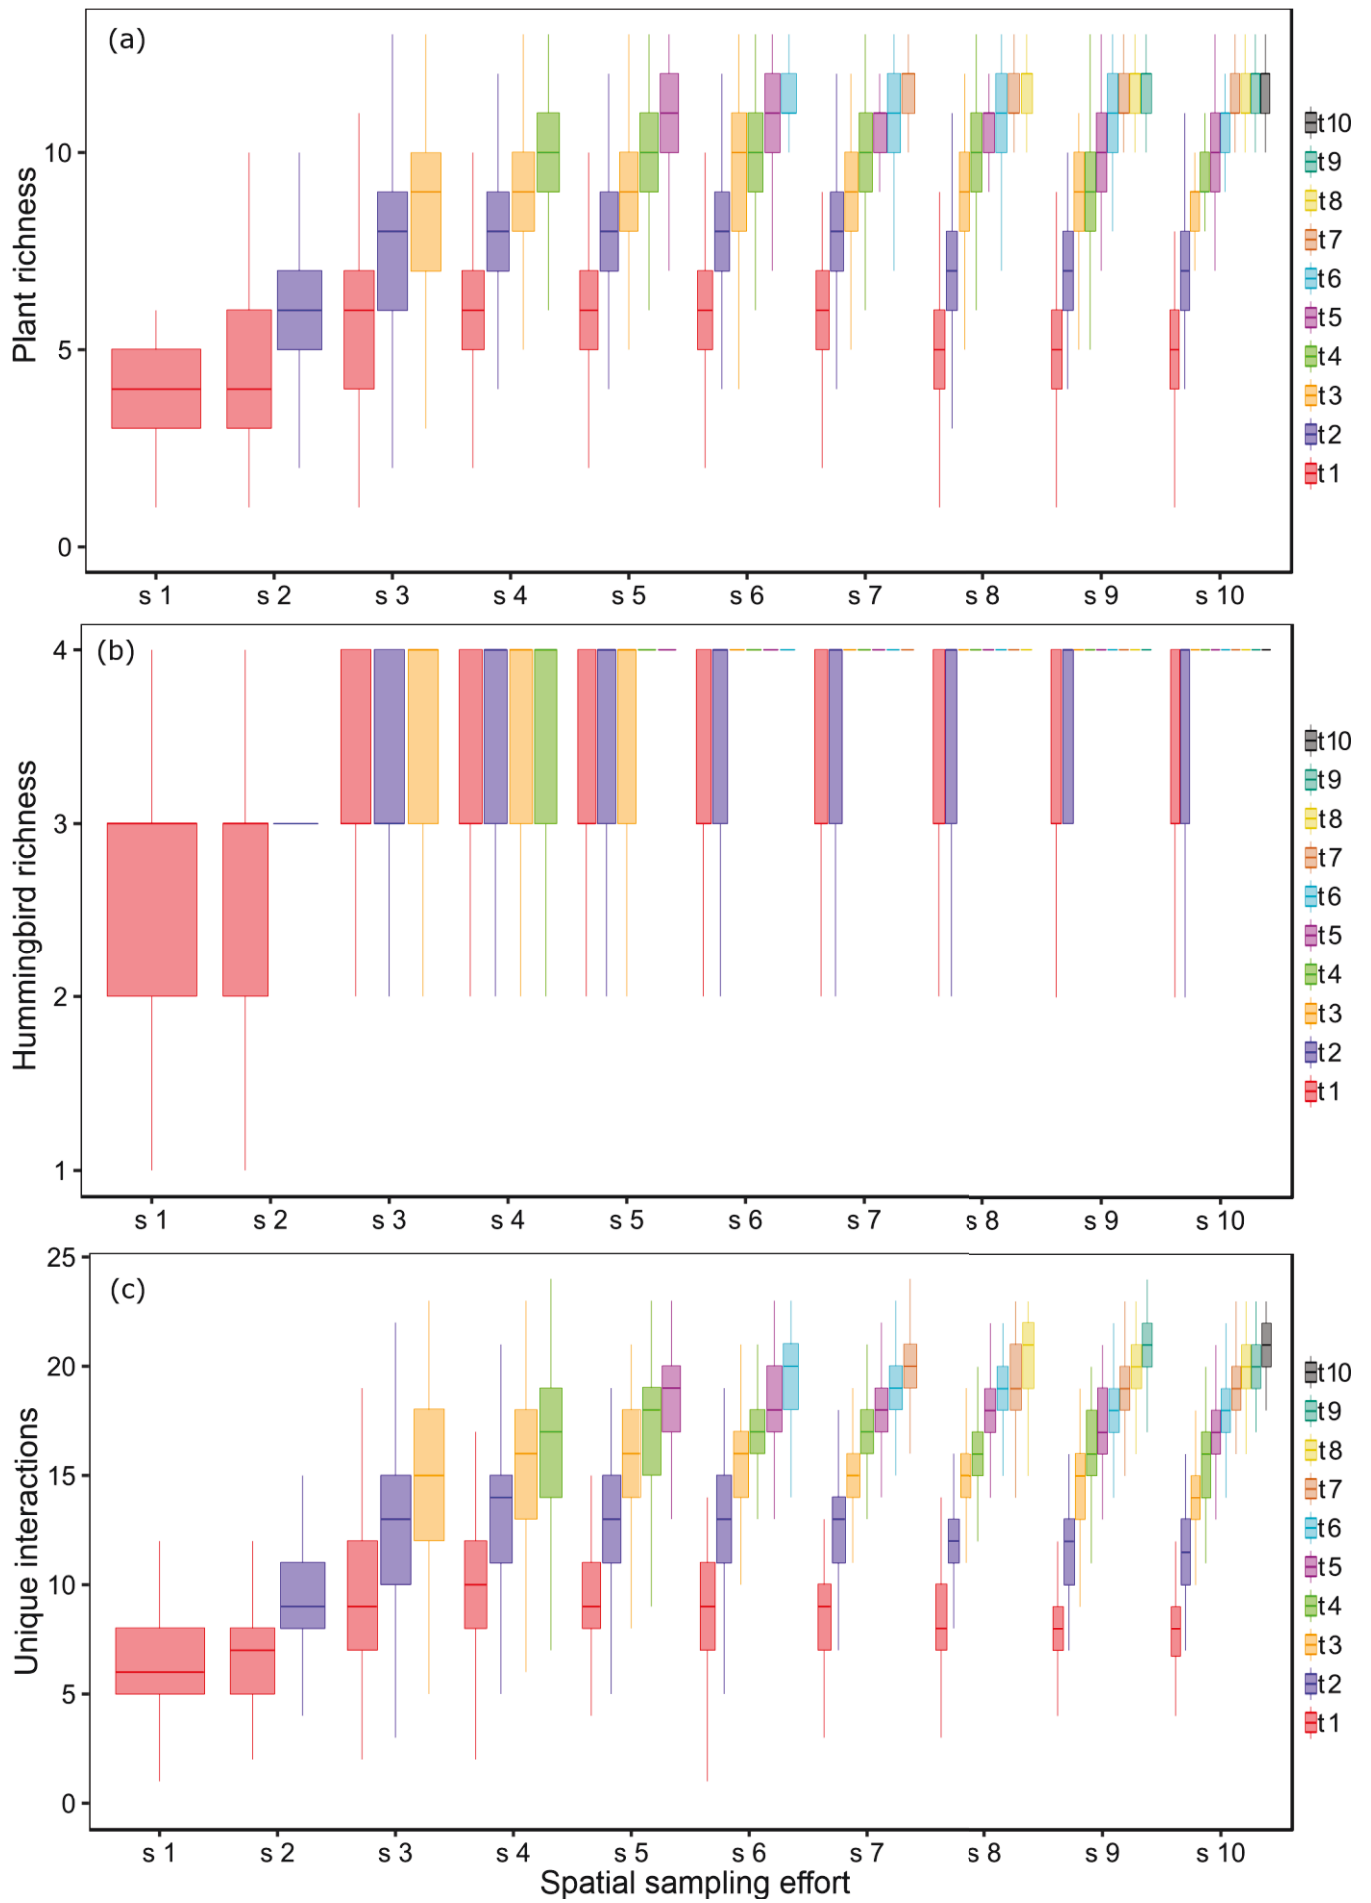 (a)
Plant richness
10
5
0
s 1 s 2 s 3 s 4 s 5 s 6 s 7 s 8 s 9 s 10
t10
t9
t8
t7
t6
t5
t4
t3
t2
t1
(b)
Hummingbird richness
4
3
2
1
s 1 s 2 s 3 s 4 s 5 s 6 s 7 s 8 s 9 s 10
t10
t9
t8
t7
t6
t5
t4
t3
t2
t1
(c)
Unique interactions
25
20
15
10
5
0
s 1 s 2 s 3 s 4 s 5 s 6 s 7 s 8 s 9 s 10
Spatial sampling effort
t10
t9
t8
t7
t6
t5
t4
t3
t2
t1